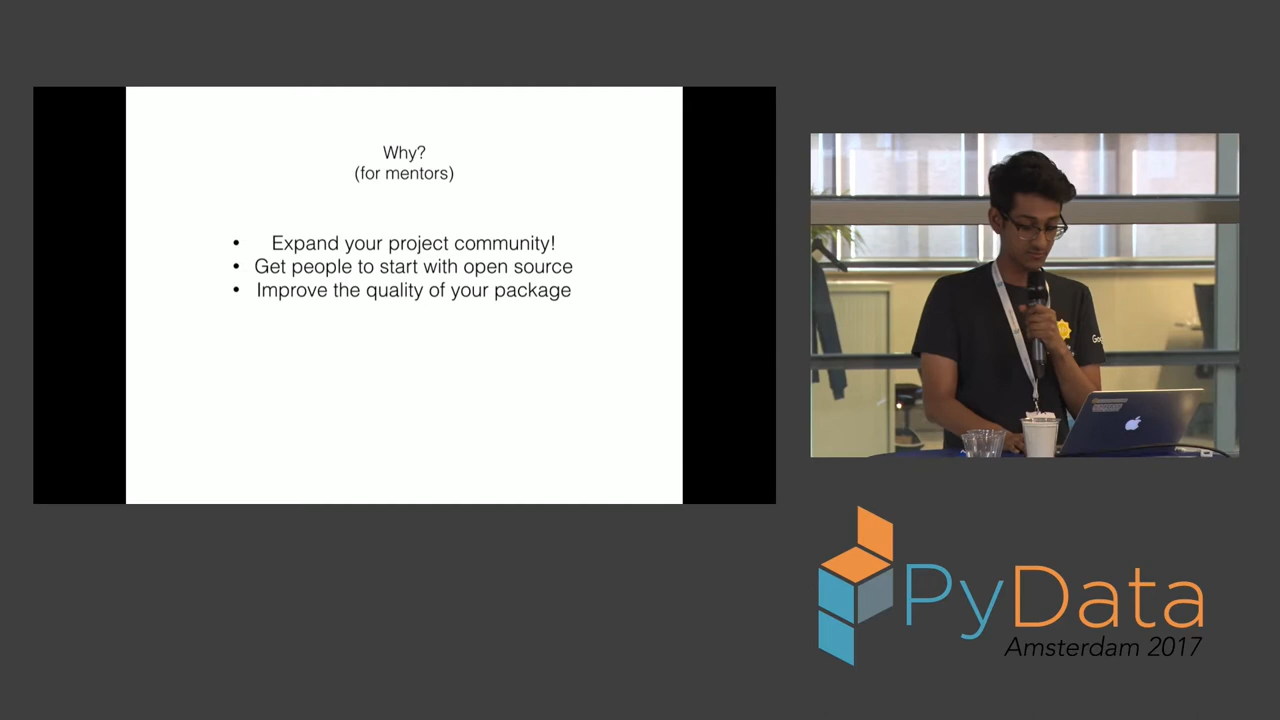 Why?
(for mentors)
• Expand your project community!
• Get people to start with open source
• Improve the quality of your package
PyData
Amsterdam 2017